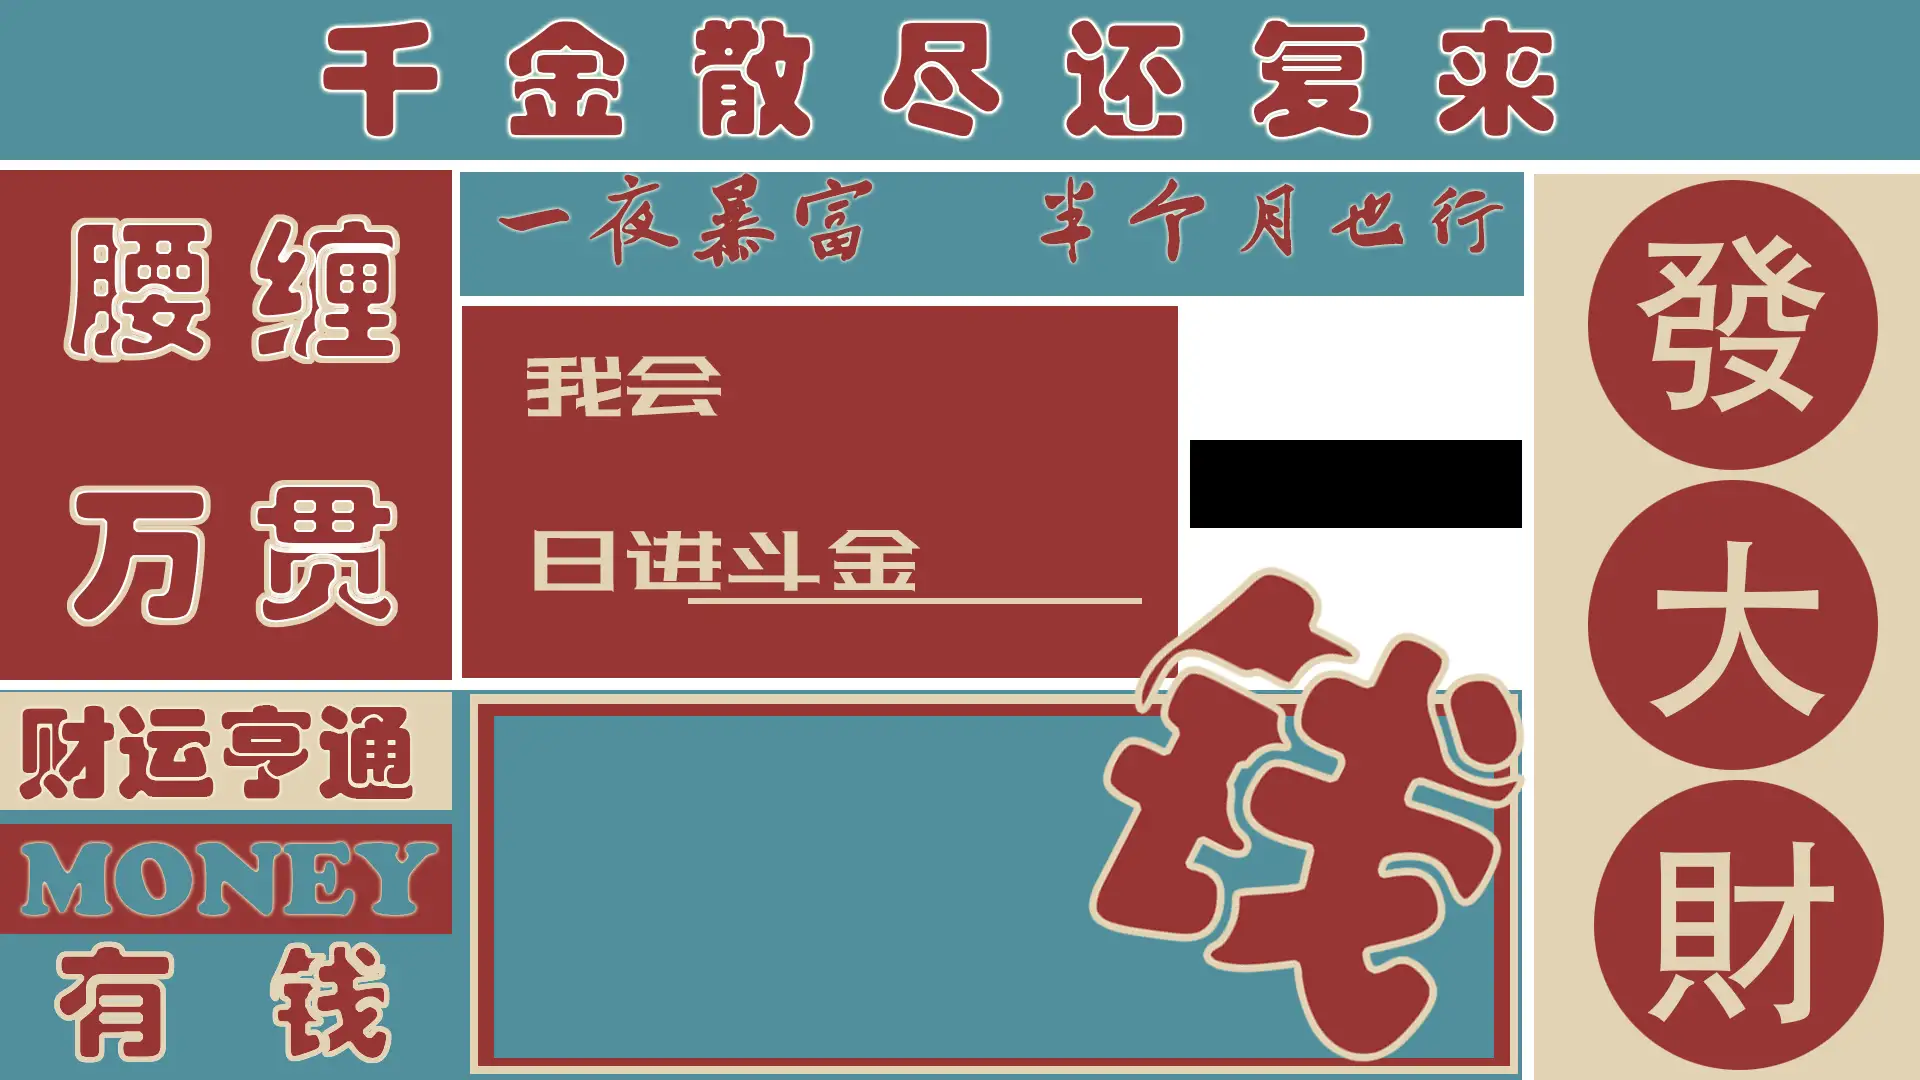 千金散尽还复来
腰缠
万贯
一夜暴富 半个月也行
我会
日进斗金
钱
發
大
財
财运亨通
MONEY
有钱